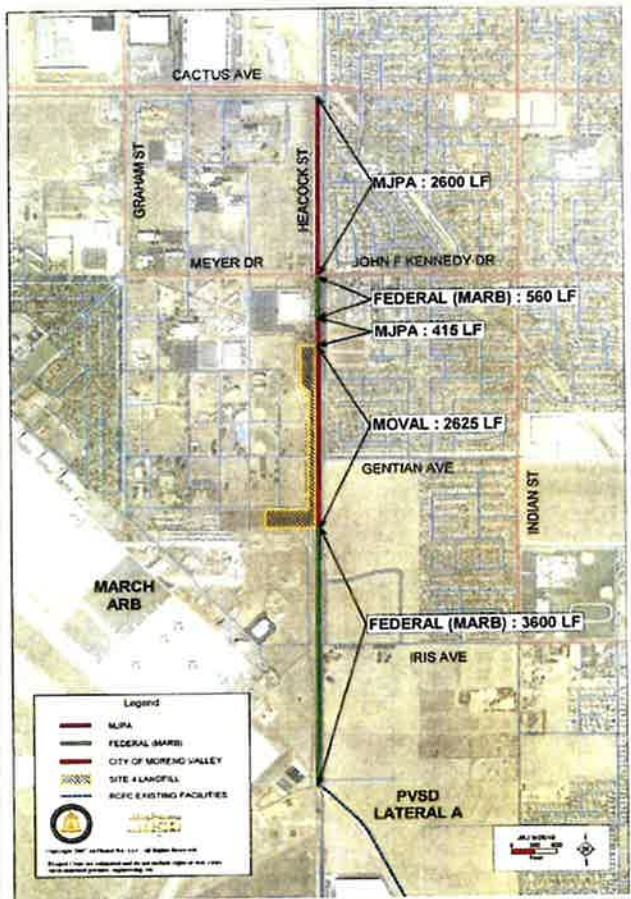 CACTUS AVE
GRAHAM ST
HEACOCK ST
MJPA : 2600 LF
MEYER DR
JOHN F KENNEDY DR
FEDERAL (MARB) : 560 LF
MJPA : 415 LF
MOVAL : 2625 LF
GENTIAN AVE
INDIAN ST
MARCH
ARB
FEDERAL (MARB) : 3600 LF
IRIS AVE
Legend
MJPA
FEDERAL (MARB)
CITY OF MORENO VALLEY
SITE 4 LANDFILL
RCFC EXISTING FACILITIES
PVSD
LATERAL A
Feet